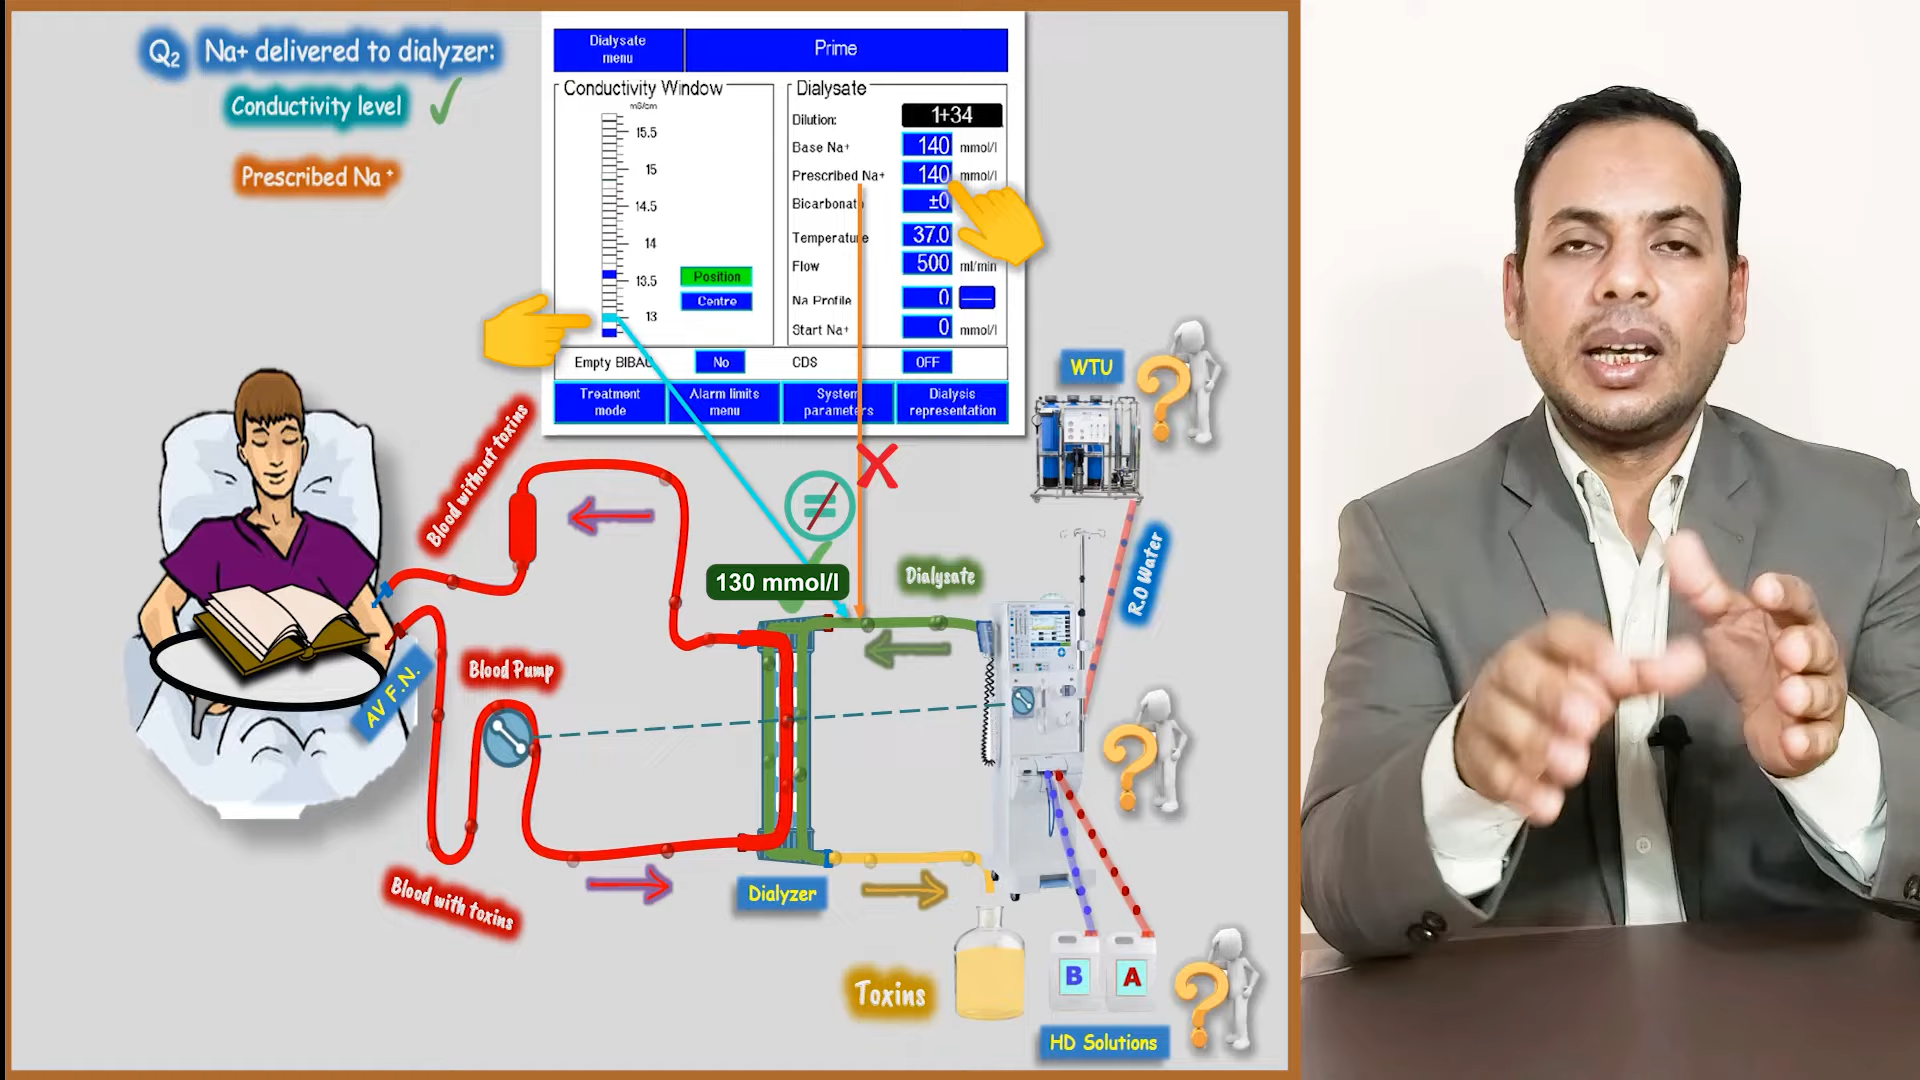 Q2 Na+ delivered to dialyzer:
Conductivity level
Prescribed Na+
Dialysate menu
Prime
Conductivity Window
mS/cm
15.5
15
14.5
14
13.5
13
Position
Centre
Dialysate
Dilution: 1+34
Base Na+ 140 mmol/l
Prescribed Na+ 140 mmol/l
Bicarbonate ±0
Temperature 37.0
Flow 500 ml/min
Na Profile 0
Start Na+ 0 mmol/l
Empty BIBAG No
CDS OFF
Treatment mode
Alarm limits menu
System parameters
Dialysis representation
WTU
Blood without toxins
R.O Water
130 mmol/l
Dialysate
Blood Pump
AV F.N.
Blood with toxins
Dialyzer
Toxins
B
A
HD Solutions